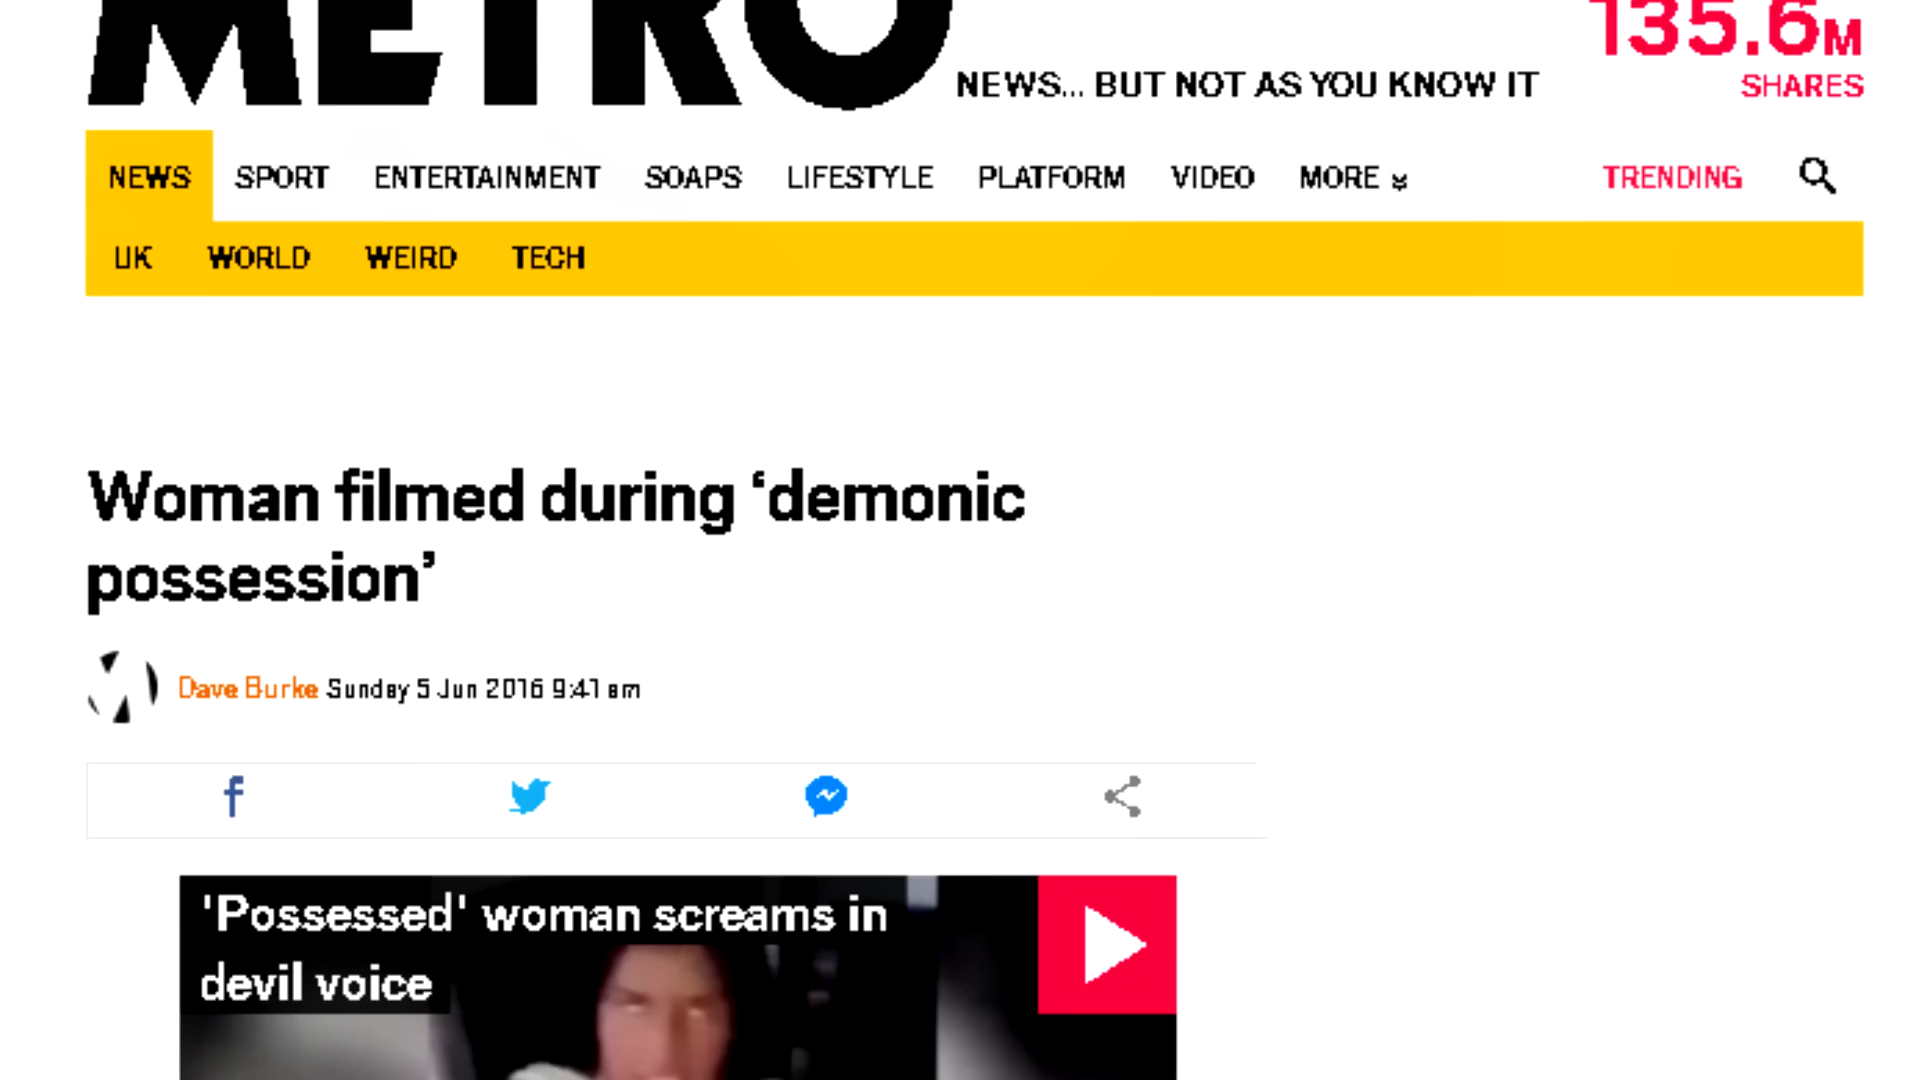 METRO
135.6M
NEWS... BUT NOT AS YOU KNOW IT
SHARES
NEWS SPORT ENTERTAINMENT SOAPS LIFESTYLE PLATFORM VIDEO MORE TRENDING
UK WORLD WEIRD TECH
Woman filmed during ‘demonic
possession’
Dave Burke Sunday 5 Jun 2016 9:41 am
'Possessed' woman screams in
devil voice